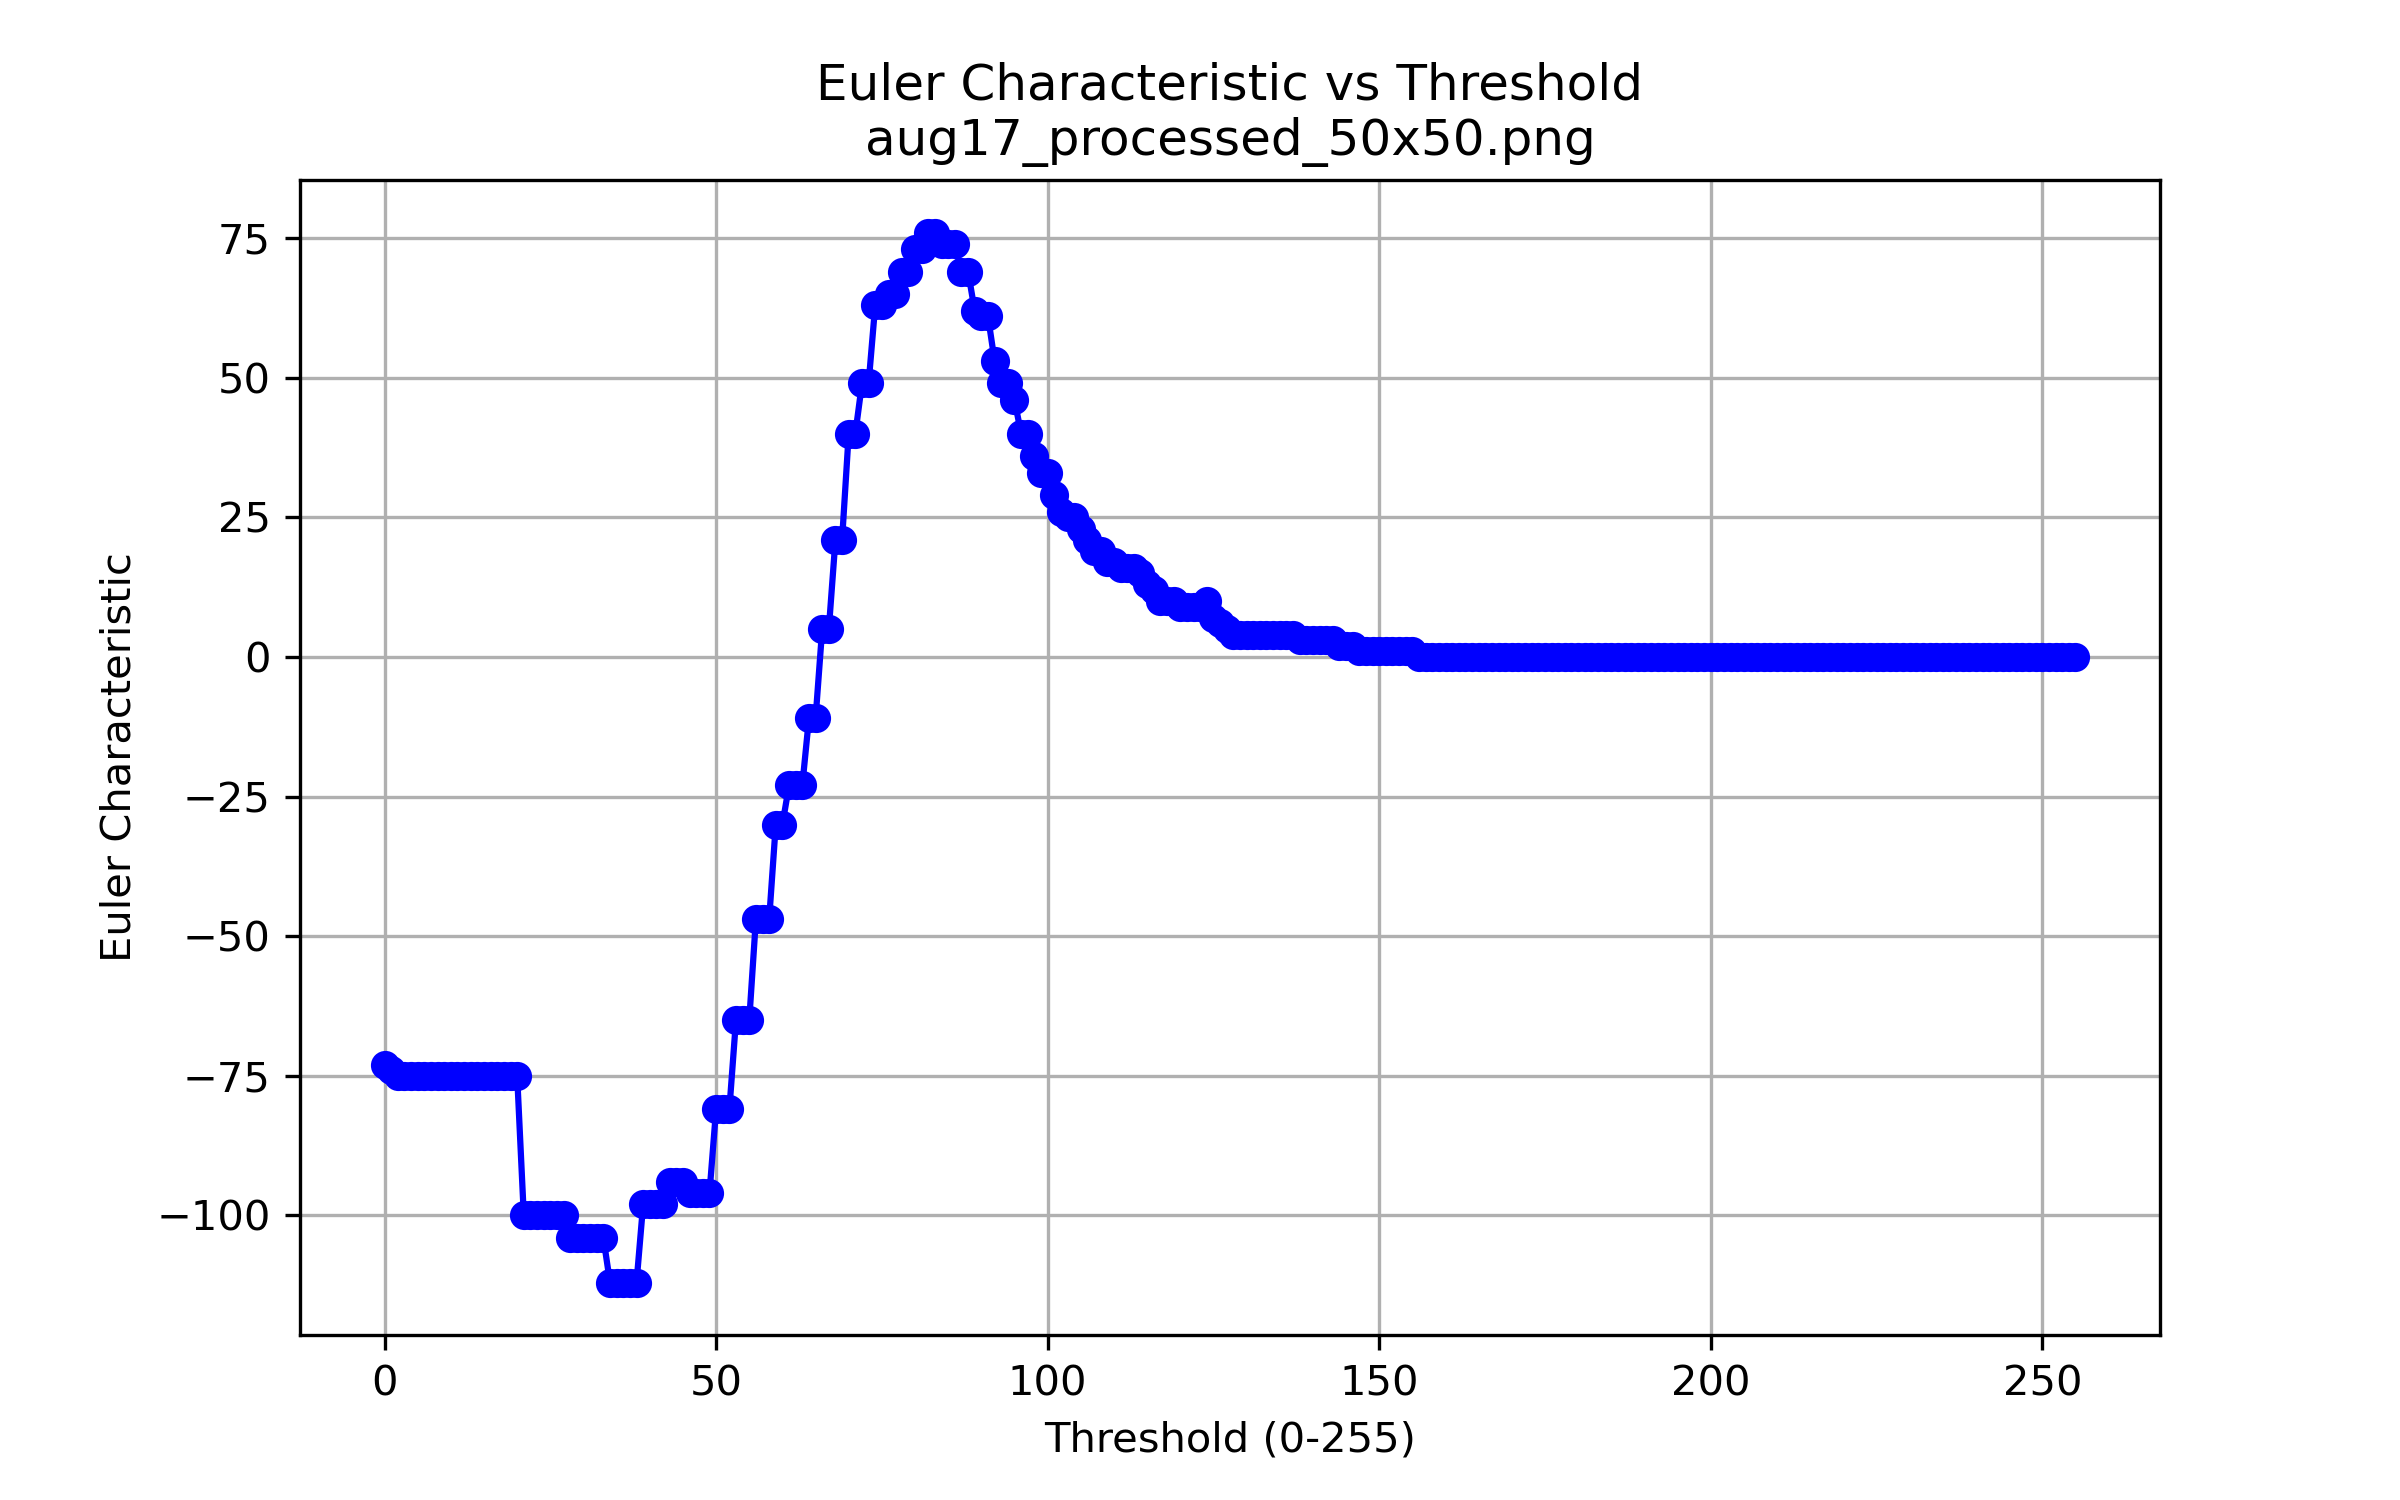 Euler Characteristic vs Threshold
aug17_processed_50x50.png
Euler Characteristic
75
50
25
0
−25
−50
−75
−100
0 50 100 150 200 250
Threshold (0-255)